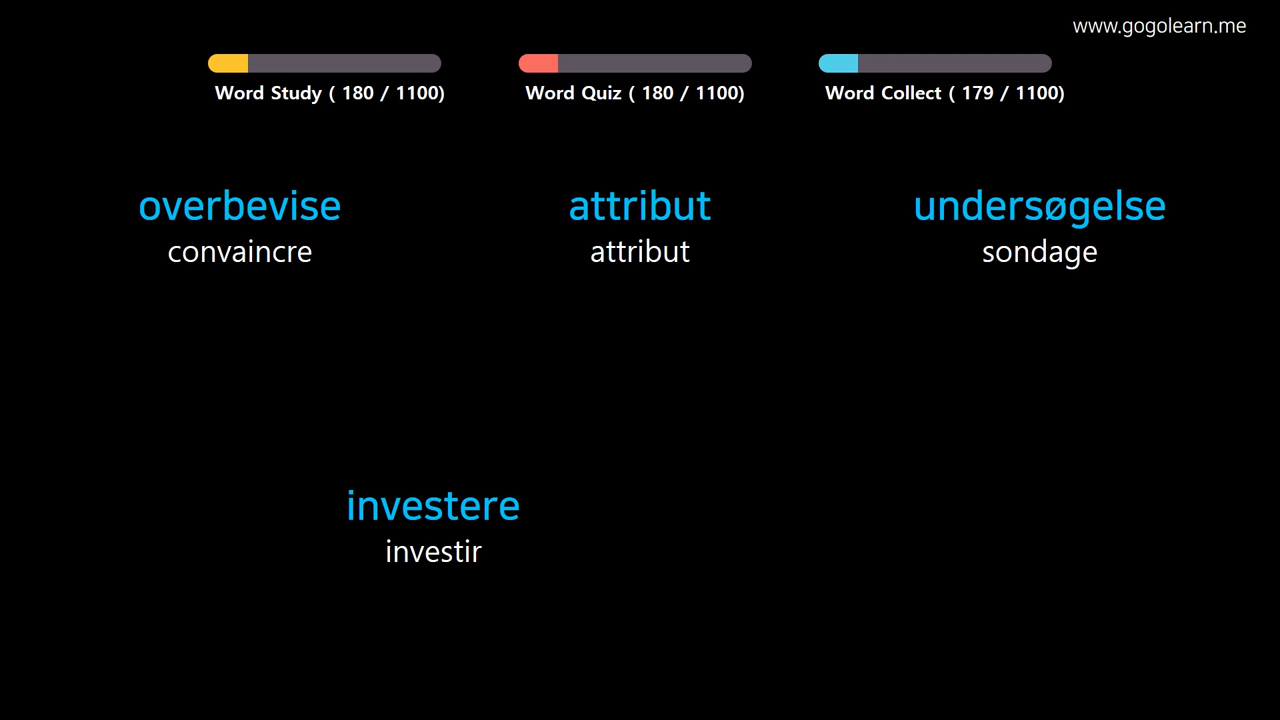 www.gogolearn.me
Word Study ( 180 / 1100)
Word Quiz ( 180 / 1100)
Word Collect ( 179 / 1100)
overbevise
convaincre
attribut
attribut
undersøgelse
sondage
investere
investir